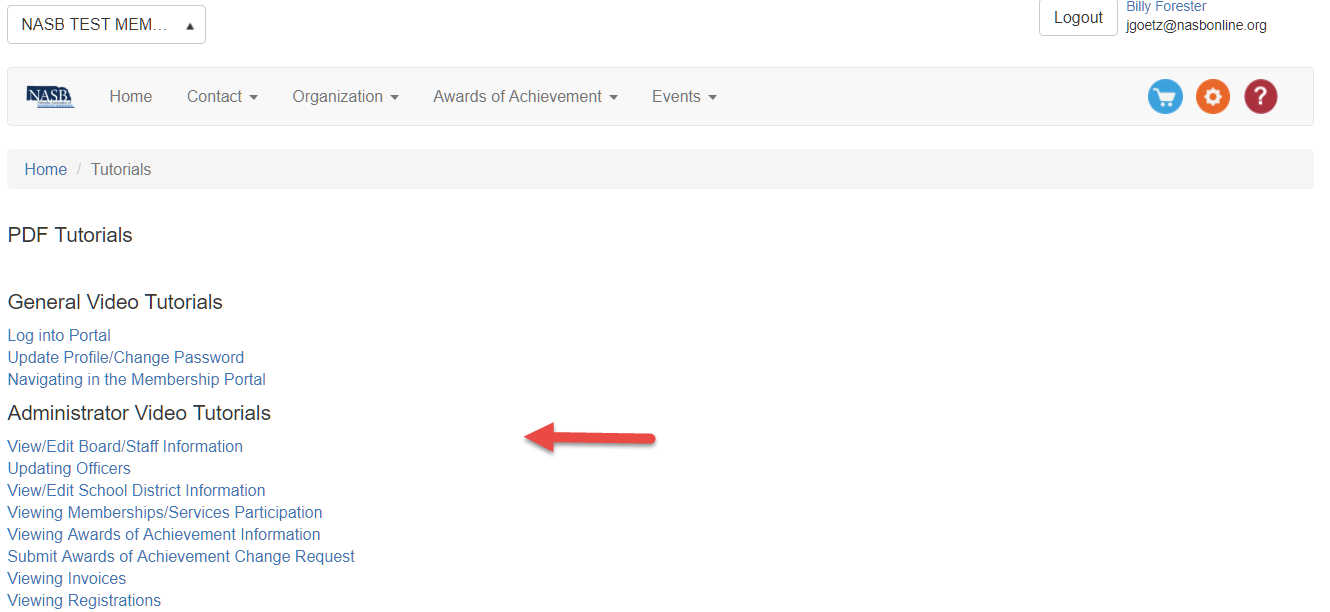 NASB TEST MEM...
Logout
Billy Forester
jgoetz@nasbonline.org
NASB
Home
Contact
Organization
Awards of Achievement
Events
?
Home / Tutorials
PDF Tutorials
General Video Tutorials
Log into Portal
Update Profile/Change Password
Navigating in the Membership Portal
Administrator Video Tutorials
View/Edit Board/Staff Information
Updating Officers
View/Edit School District Information
Viewing Memberships/Services Participation
Viewing Awards of Achievement Information
Submit Awards of Achievement Change Request
Viewing Invoices
Viewing Registrations